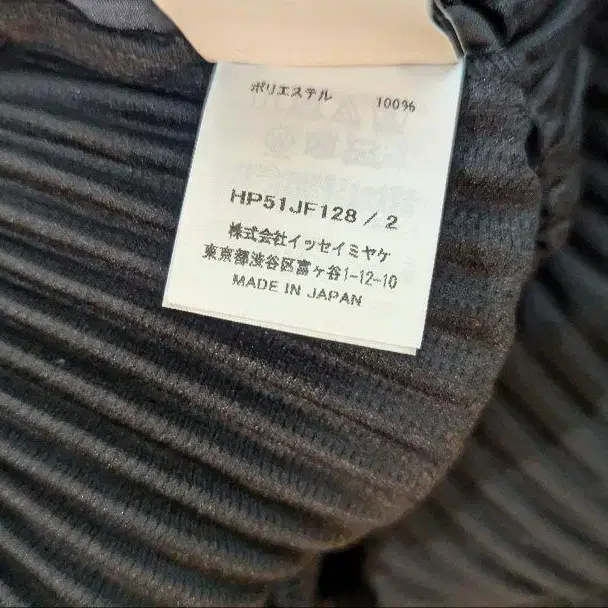 ポリエステル 100%
HP51JF128 / 2
株式会社イッセイミヤケ
東京都渋谷区富ヶ谷1-12-10
MADE IN JAPAN